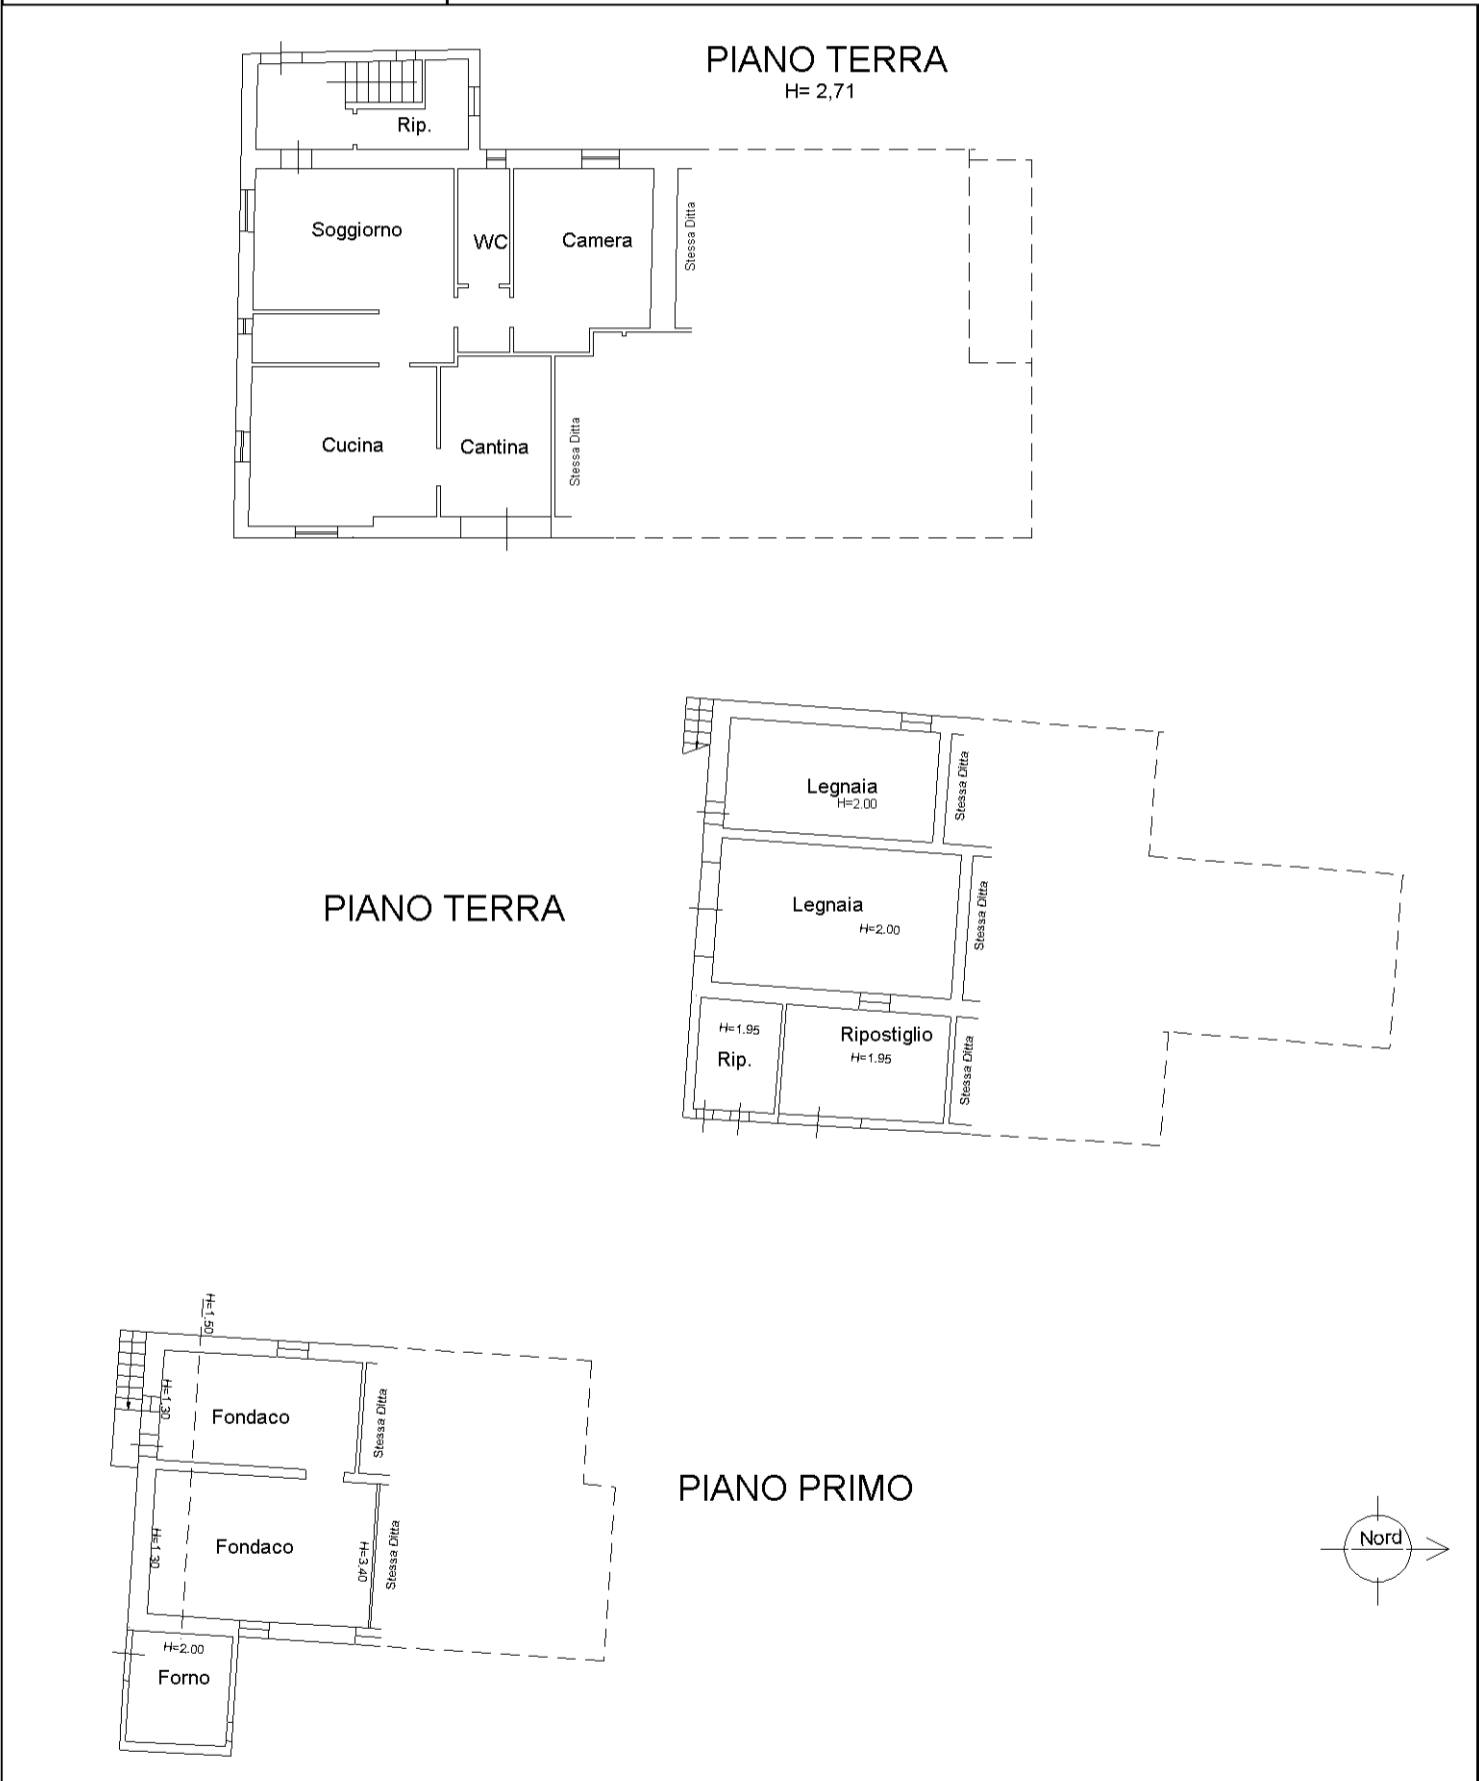 PIANO TERRA
H= 2,71
Rip.
Soggiorno
WC
Camera
Stessa Ditta
Cucina
Cantina
Stessa Ditta
Legnaia
H=2.00
Stessa Ditta
PIANO TERRA
Legnaia
H=2.00
Stessa Ditta
H=1.95
Rip.
Ripostiglio
H=1.95
Stessa Ditta
H=1.50
H=1.30
Fondaco
Stessa Ditta
PIANO PRIMO
H=1.30
Fondaco
H=3.40
Stessa Ditta
Nord
H=2.00
Forno